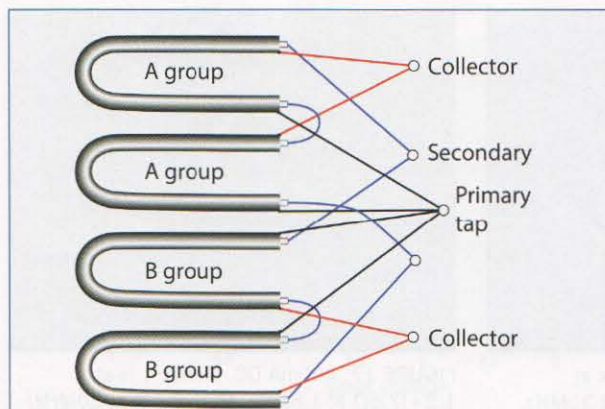 A group
Collector
A group
Secondary
Primary
tap
B group
Collector
B group